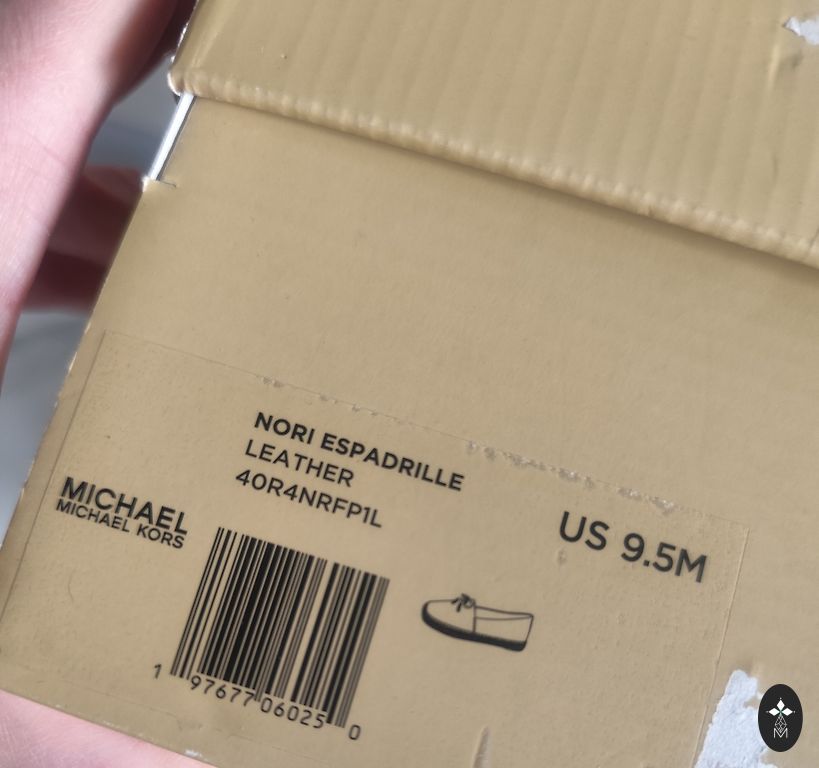 NORI ESPADRILLE
LEATHER
40R4NRFP1L
MICHAEL
MICHAEL KORS
US 9.5M
1 97677 06025 0
M